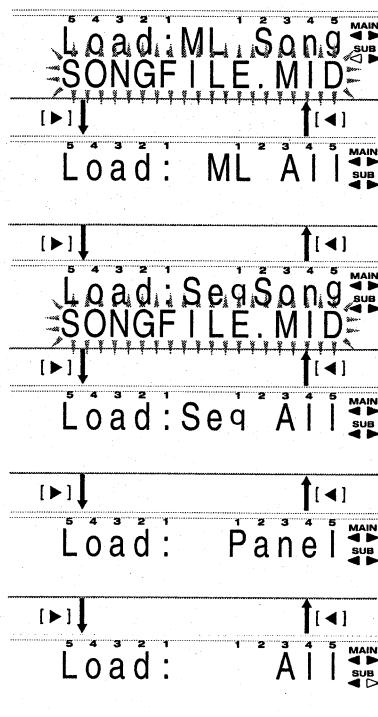 5 4 3 2 1 1 2 3 4 5 MAIN
Load:ML Song SUB
SONGFILE.MID
[▶] [◀]
5 4 3 2 1 1 2 3 4 5 MAIN
Load: ML All SUB
[▶] [◀]
5 4 3 2 1 1 2 3 4 5 MAIN
Load:SeqSong SUB
SONGFILE.MID
[▶] [◀]
5 4 3 2 1 1 2 3 4 5 MAIN
Load:Seq All SUB
[▶] [◀]
5 4 3 2 1 1 2 3 4 5 MAIN
Load: Panel SUB
[▶] [◀]
5 4 3 2 1 1 2 3 4 5 MAIN
Load: All SUB